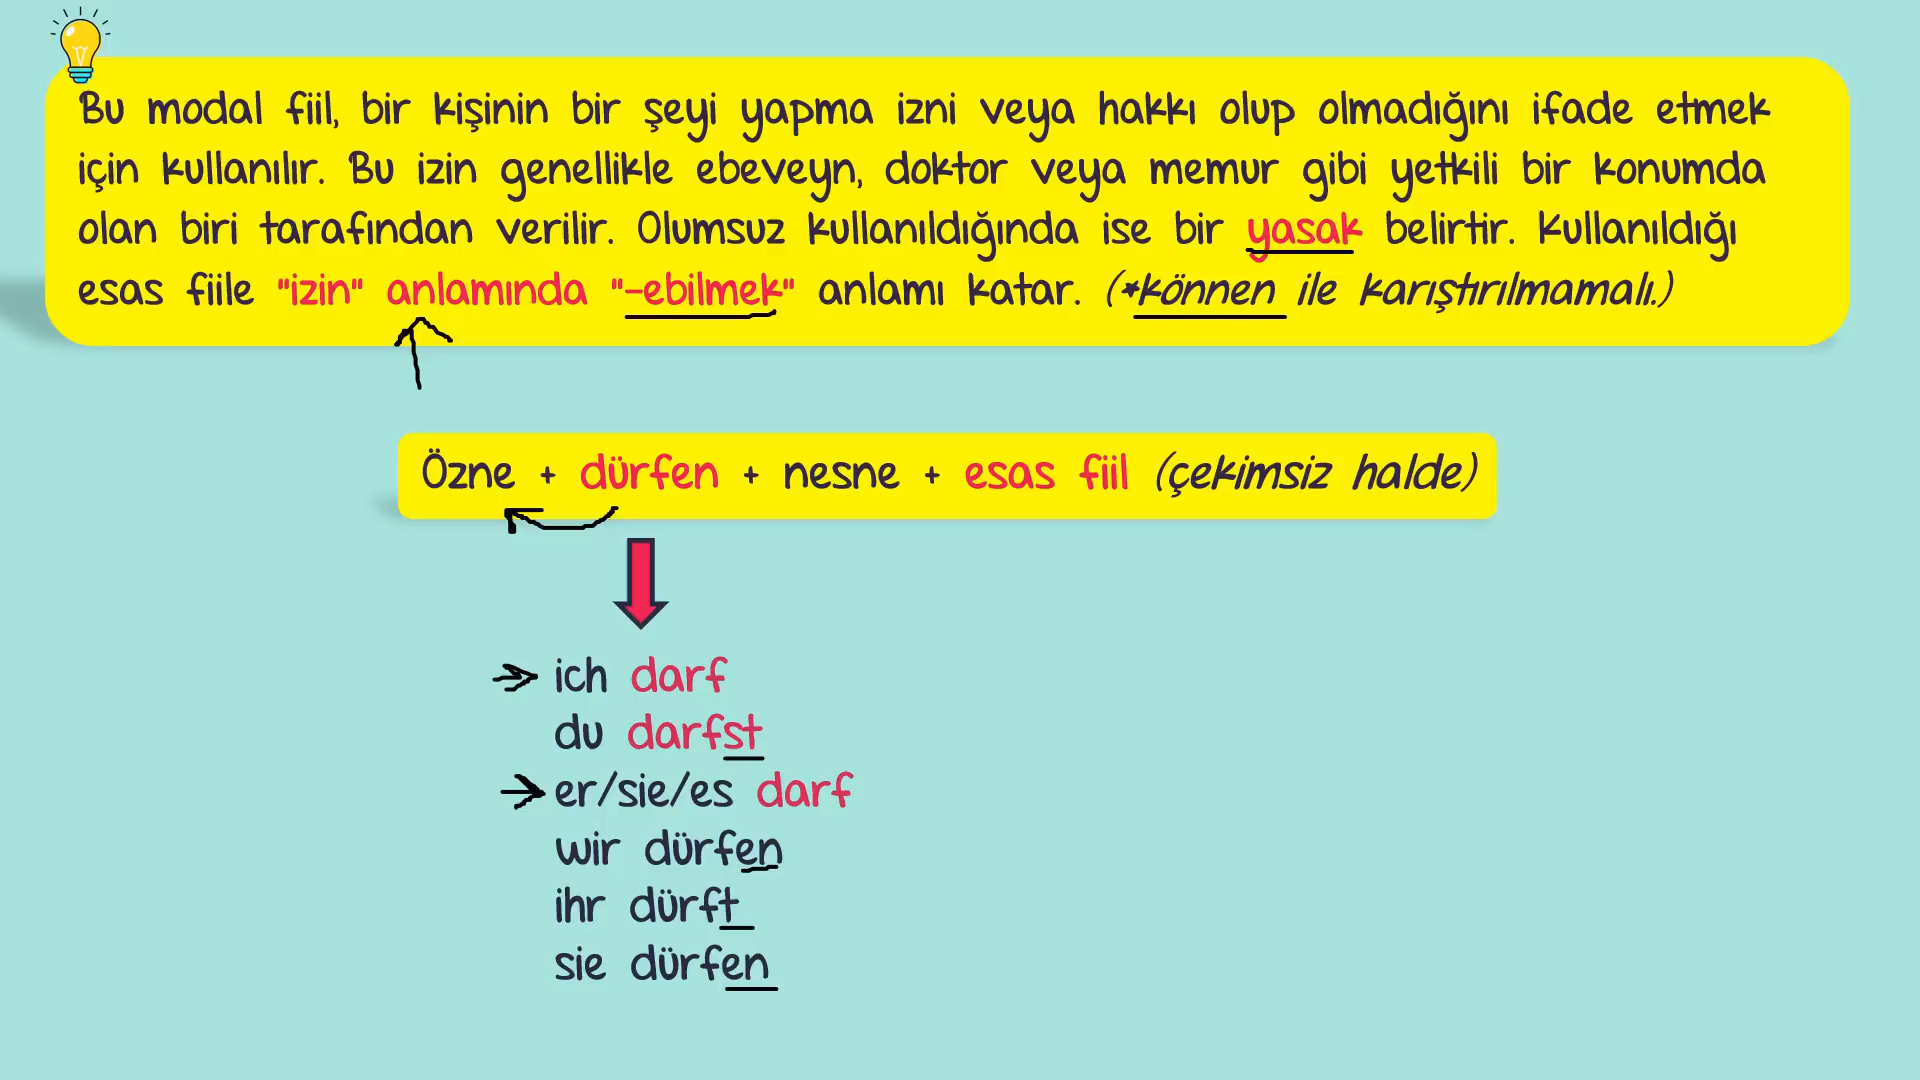 Bu modal fiil, bir kişinin bir şeyi yapma izni veya hakkı olup olmadığını ifade etmek
için kullanılır. Bu izin genellikle ebeveyn, doktor veya memur gibi yetkili bir konumda
olan biri tarafından verilir. Olumsuz kullanıldığında ise bir yasak belirtir. Kullanıldığı
esas fiile "izin" anlamında "-ebilmek" anlamı katar. (*können ile karıştırılmamalı.)
Özne + dürfen + nesne + esas fiil (çekimsiz halde)
ich darf
du darfst
er/sie/es darf
wir dürfen
ihr dürft
sie dürfen